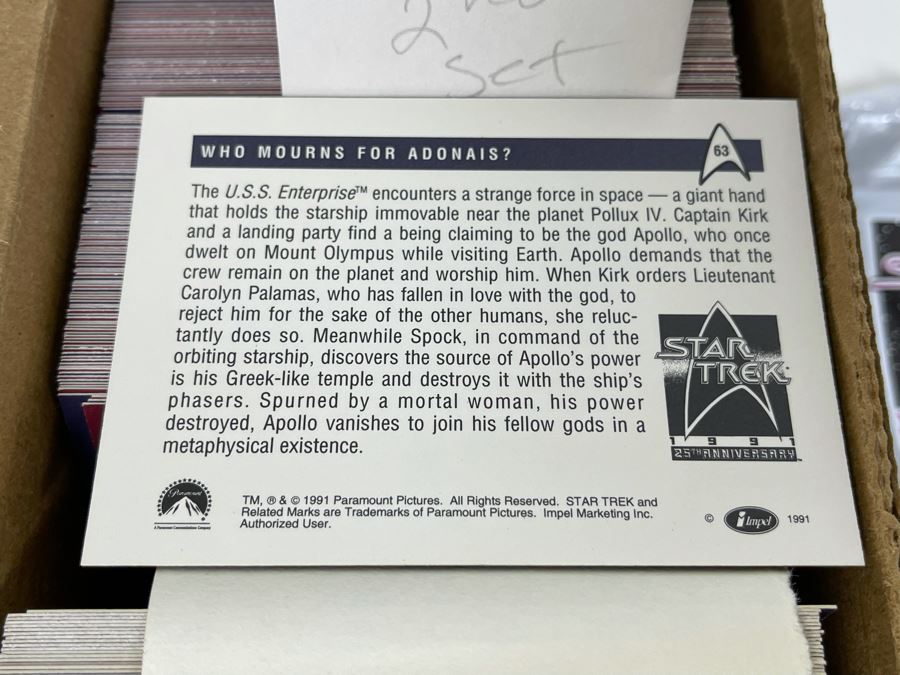 2nd
set
WHO MOURNS FOR ADONAIS?
63
The U.S.S. Enterprise™ encounters a strange force in space — a giant hand
that holds the starship immovable near the planet Pollux IV. Captain Kirk
and a landing party find a being claiming to be the god Apollo, who once
dwelt on Mount Olympus while visiting Earth. Apollo demands that the
crew remain on the planet and worship him. When Kirk orders Lieutenant
Carolyn Palamas, who has fallen in love with the god, to
reject him for the sake of the other humans, she reluc-
tantly does so. Meanwhile Spock, in command of the
orbiting starship, discovers the source of Apollo's power
is his Greek-like temple and destroys it with the ship's
phasers. Spurned by a mortal woman, his power
destroyed, Apollo vanishes to join his fellow gods in a
metaphysical existence.
STAR
TREK
1991
25TH ANNIVERSARY™
Paramount
A Paramount Communications Company
TM, ® & © 1991 Paramount Pictures. All Rights Reserved. STAR TREK and
Related Marks are Trademarks of Paramount Pictures. Impel Marketing Inc.
Authorized User.
© Impel 1991